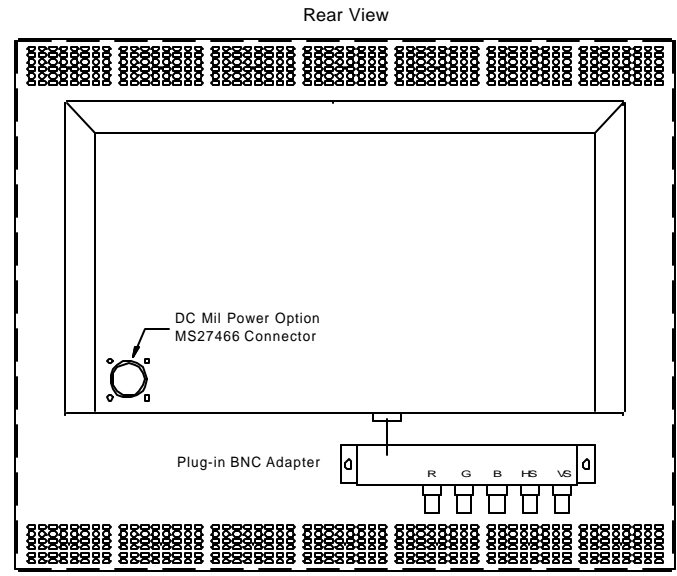 Rear View
DC Mil Power Option
MS27466 Connector
Plug-in BNC Adapter
R G B HS VS